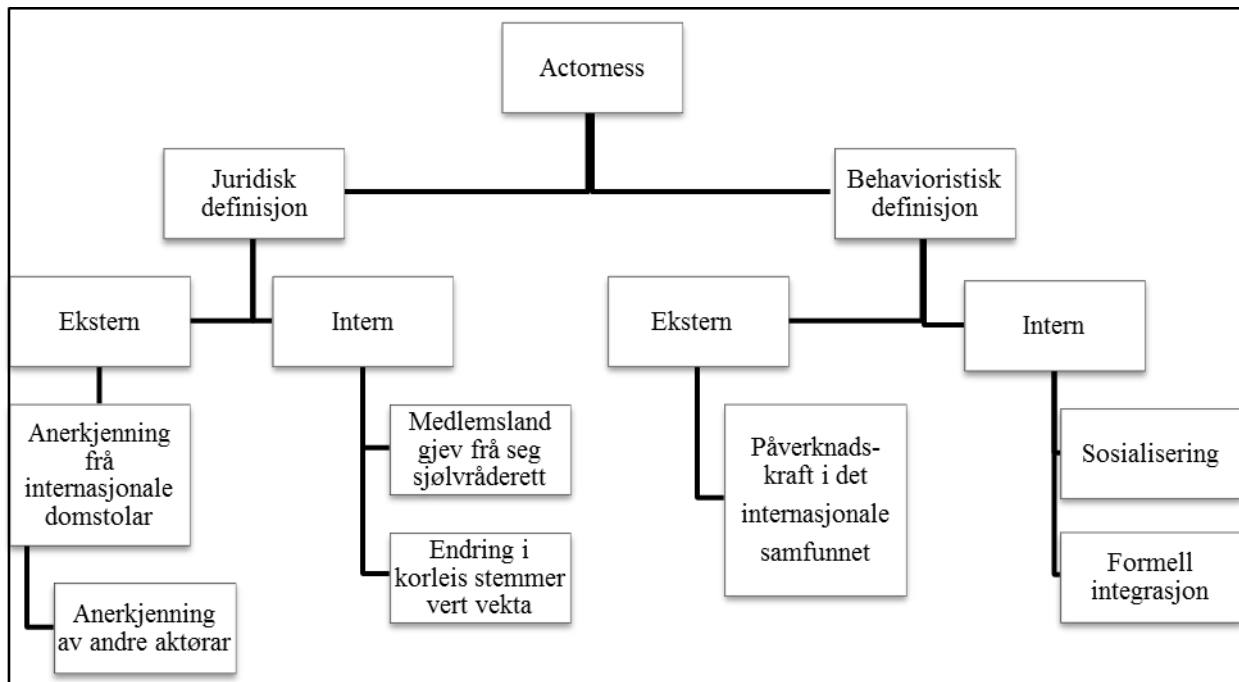 Actorness
Juridisk
definisjon
Behavioristisk
definisjon
Ekstern
Intern
Ekstern
Intern
Anerkjenning
frå
internasjonale
domstolar
Anerkjenning
av andre aktørar
Medlemsland
gjev frå seg
sjølvråderett
Endring i
korleis stemmer
vert vekta
Påverknads-
kraft i det
internasjonale
samfunnet
Sosialisering
Formell
integrasjon